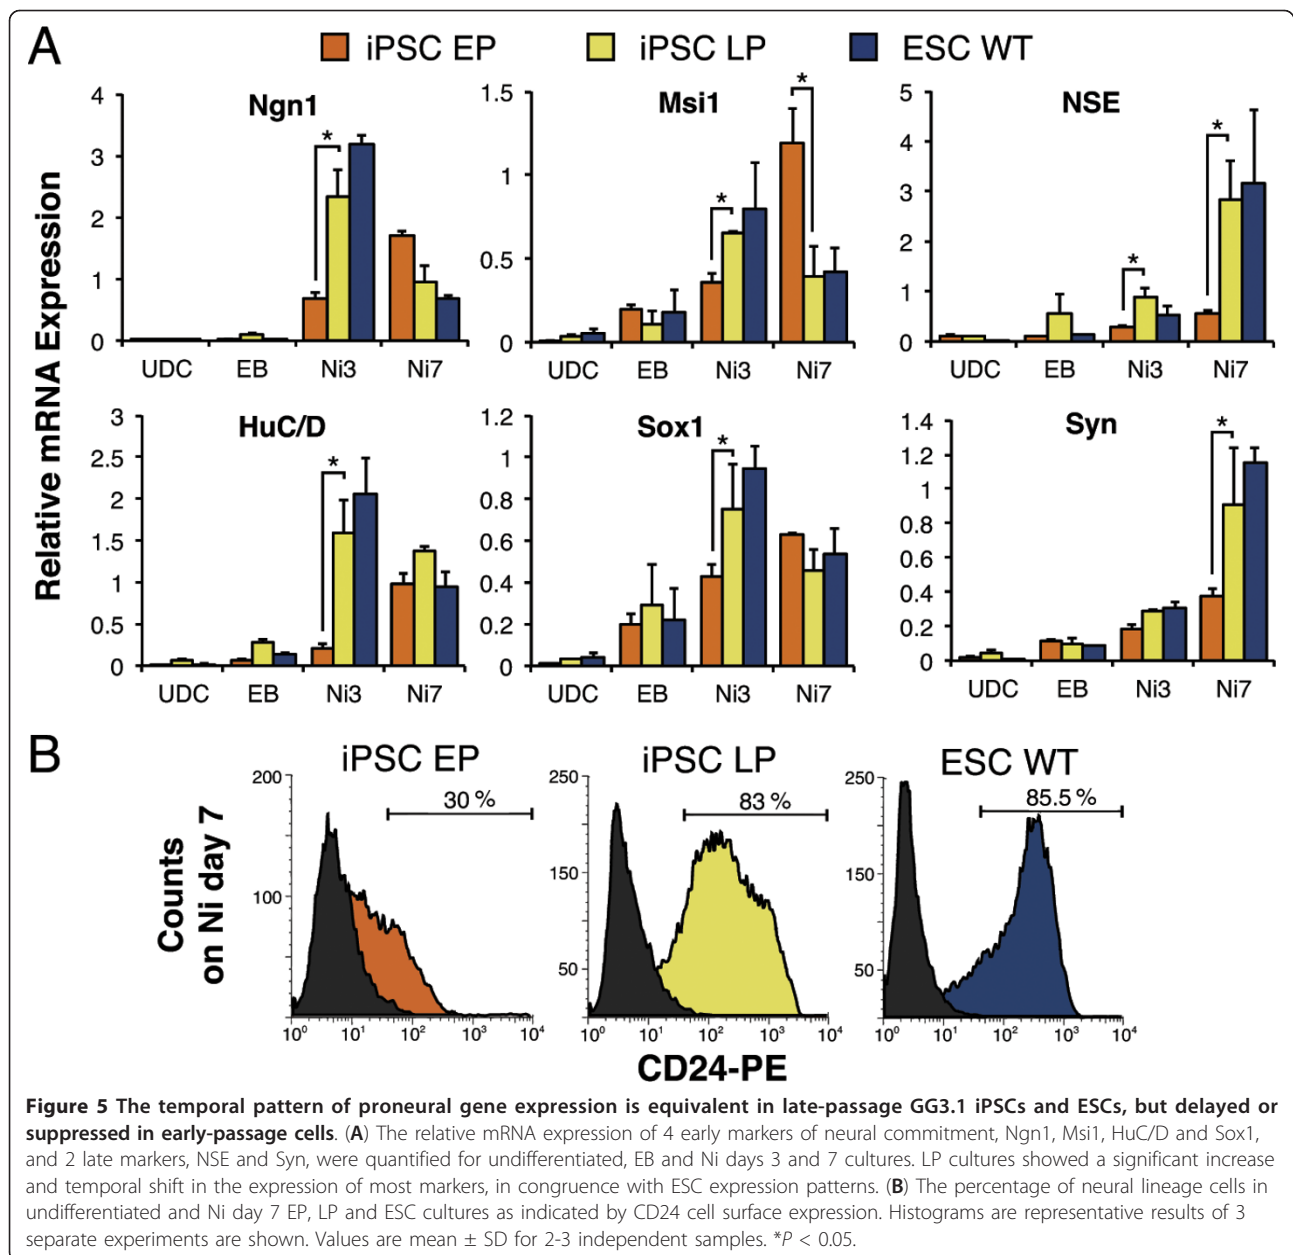 A
iPSC EP iPSC LP ESC WT
Relative mRNA Expression
Ngn1
4
3
2
1
0
*
UDC EB Ni3 Ni7
Msi1
1.5
1
0.5
0
*
*
UDC EB Ni3 Ni7
NSE
5
4
3
2
1
0
*
*
UDC EB Ni3 Ni7
HuC/D
3
2.5
2
1.5
1
0.5
0
*
UDC EB Ni3 Ni7
Sox1
1.2
1
0.8
0.6
0.4
0.2
0
*
UDC EB Ni3 Ni7
Syn
1.4
1.2
1
0.8
0.6
0.4
0.2
0
*
UDC EB Ni3 Ni7
B
Counts
on Ni day 7
iPSC EP
200
100
30 %
10⁰ 10¹ 10² 10³ 10⁴
iPSC LP
250
150
50
83 %
10⁰ 10¹ 10² 10³ 10⁴
ESC WT
250
150
50
85.5 %
10⁰ 10¹ 10² 10³ 10⁴
CD24-PE
Figure 5 The temporal pattern of proneural gene expression is equivalent in late-passage GG3.1 iPSCs and ESCs, but delayed or
suppressed in early-passage cells. (A) The relative mRNA expression of 4 early markers of neural commitment, Ngn1, Msi1, HuC/D and Sox1,
and 2 late markers, NSE and Syn, were quantified for undifferentiated, EB and Ni days 3 and 7 cultures. LP cultures showed a significant increase
and temporal shift in the expression of most markers, in congruence with ESC expression patterns. (B) The percentage of neural lineage cells in
undifferentiated and Ni day 7 EP, LP and ESC cultures as indicated by CD24 cell surface expression. Histograms are representative results of 3
separate experiments are shown. Values are mean ± SD for 2-3 independent samples. *P < 0.05.